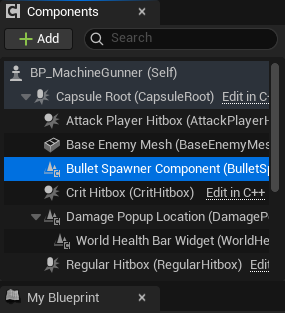 Components
Add
Search
BP_MachineGunner (Self)
Capsule Root (CapsuleRoot) Edit in C+
Attack Player Hitbox (AttackPlayerH
Base Enemy Mesh (BaseEnemyMes
Bullet Spawner Component (BulletSp
Crit Hitbox (CritHitbox) Edit in C++
Damage Popup Location (DamagePo
World Health Bar Widget (WorldHe
Regular Hitbox (RegularHitbox) Edit
My Blueprint